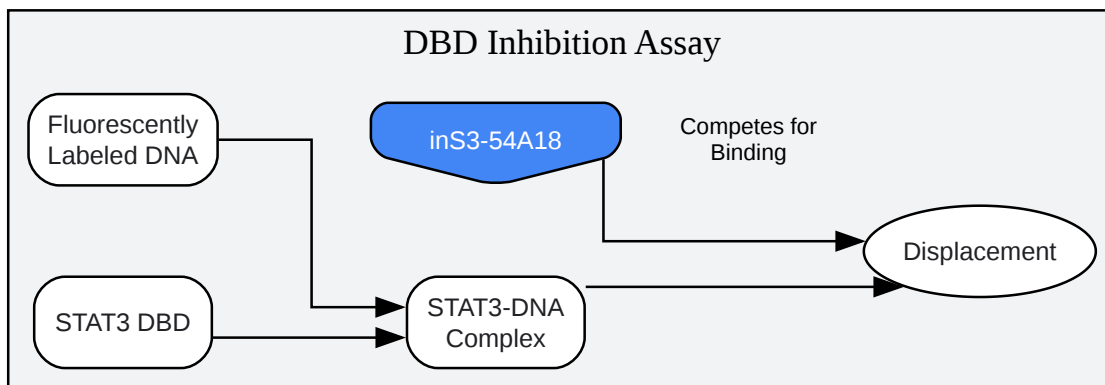 DBD Inhibition Assay
Fluorescently
Labeled DNA
inS3-54A18
Competes for
Binding
Displacement
STAT3 DBD
STAT3-DNA
Complex